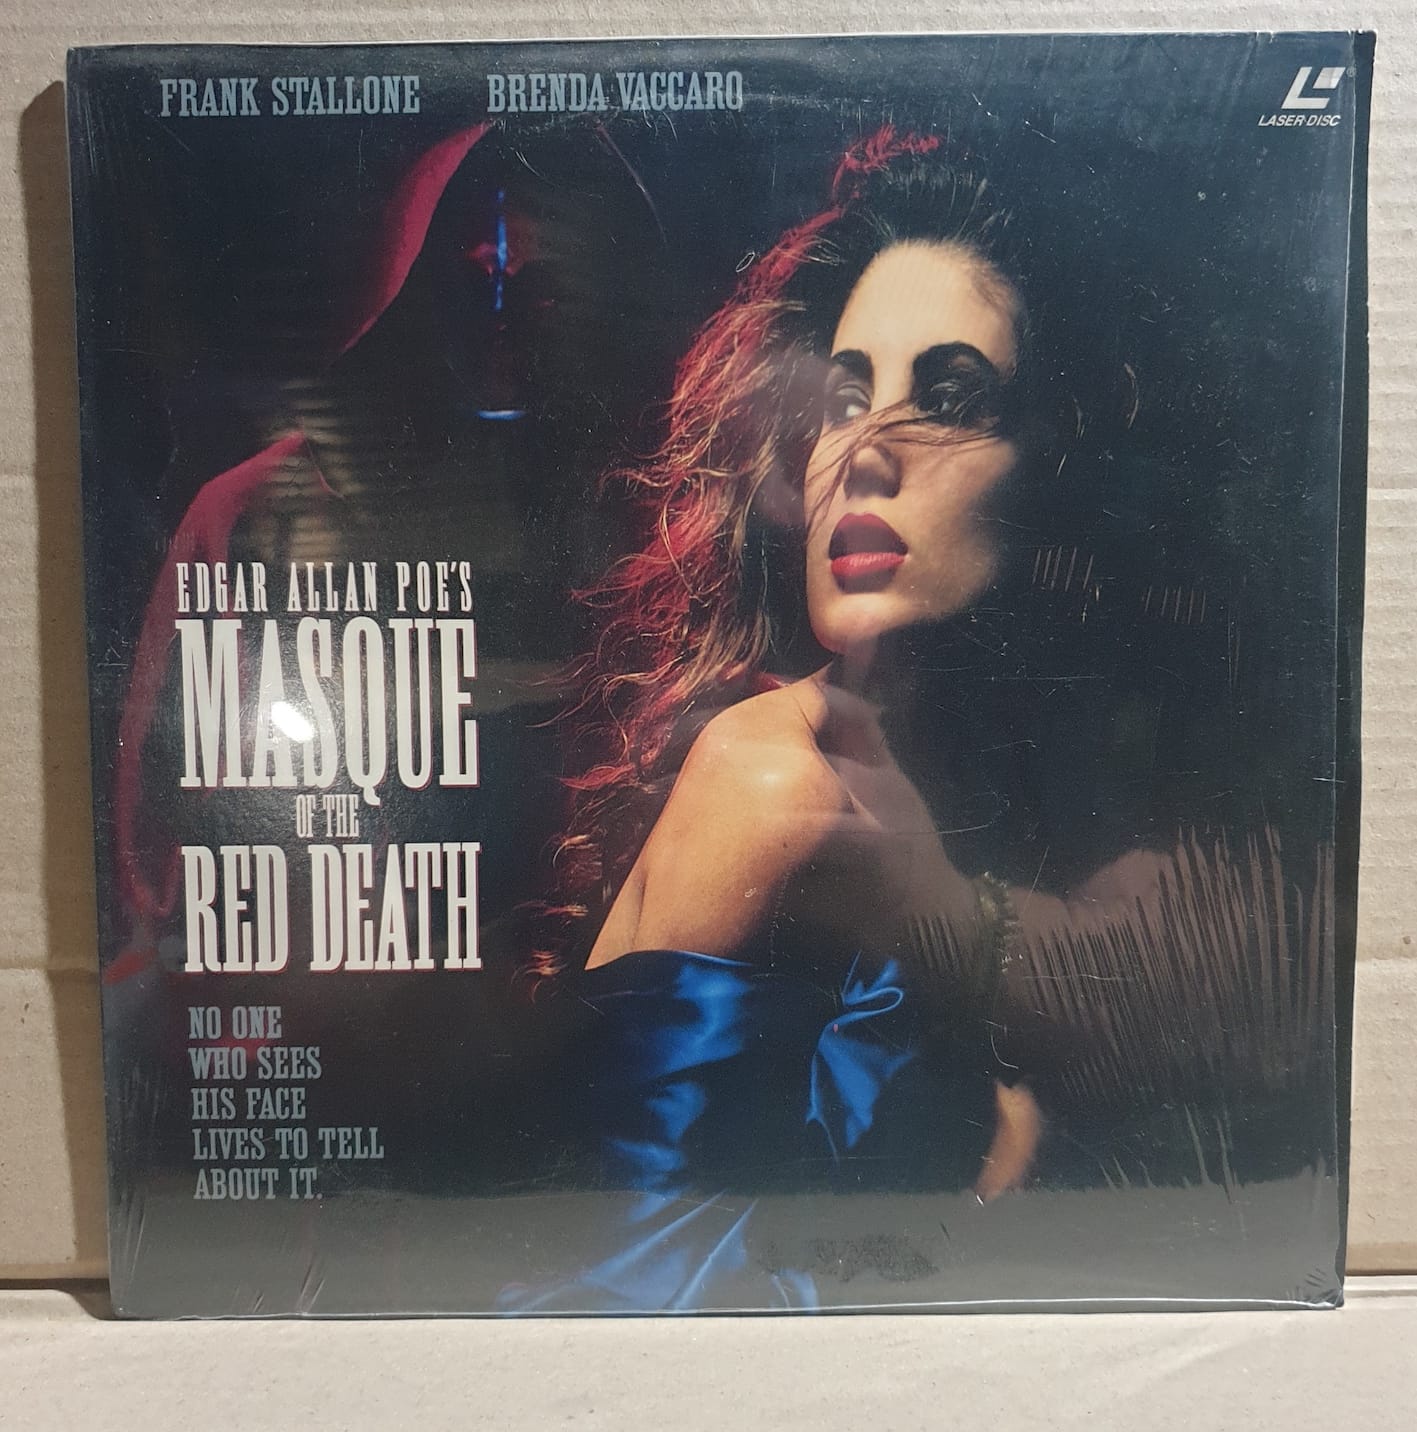 FRANK STALLONE BRENDA VACCARO
LASER DISC
EDGAR ALLAN POE'S
MASQUE
OF THE
RED DEATH
NO ONE
WHO SEES
HIS FACE
LIVES TO TELL
ABOUT IT.